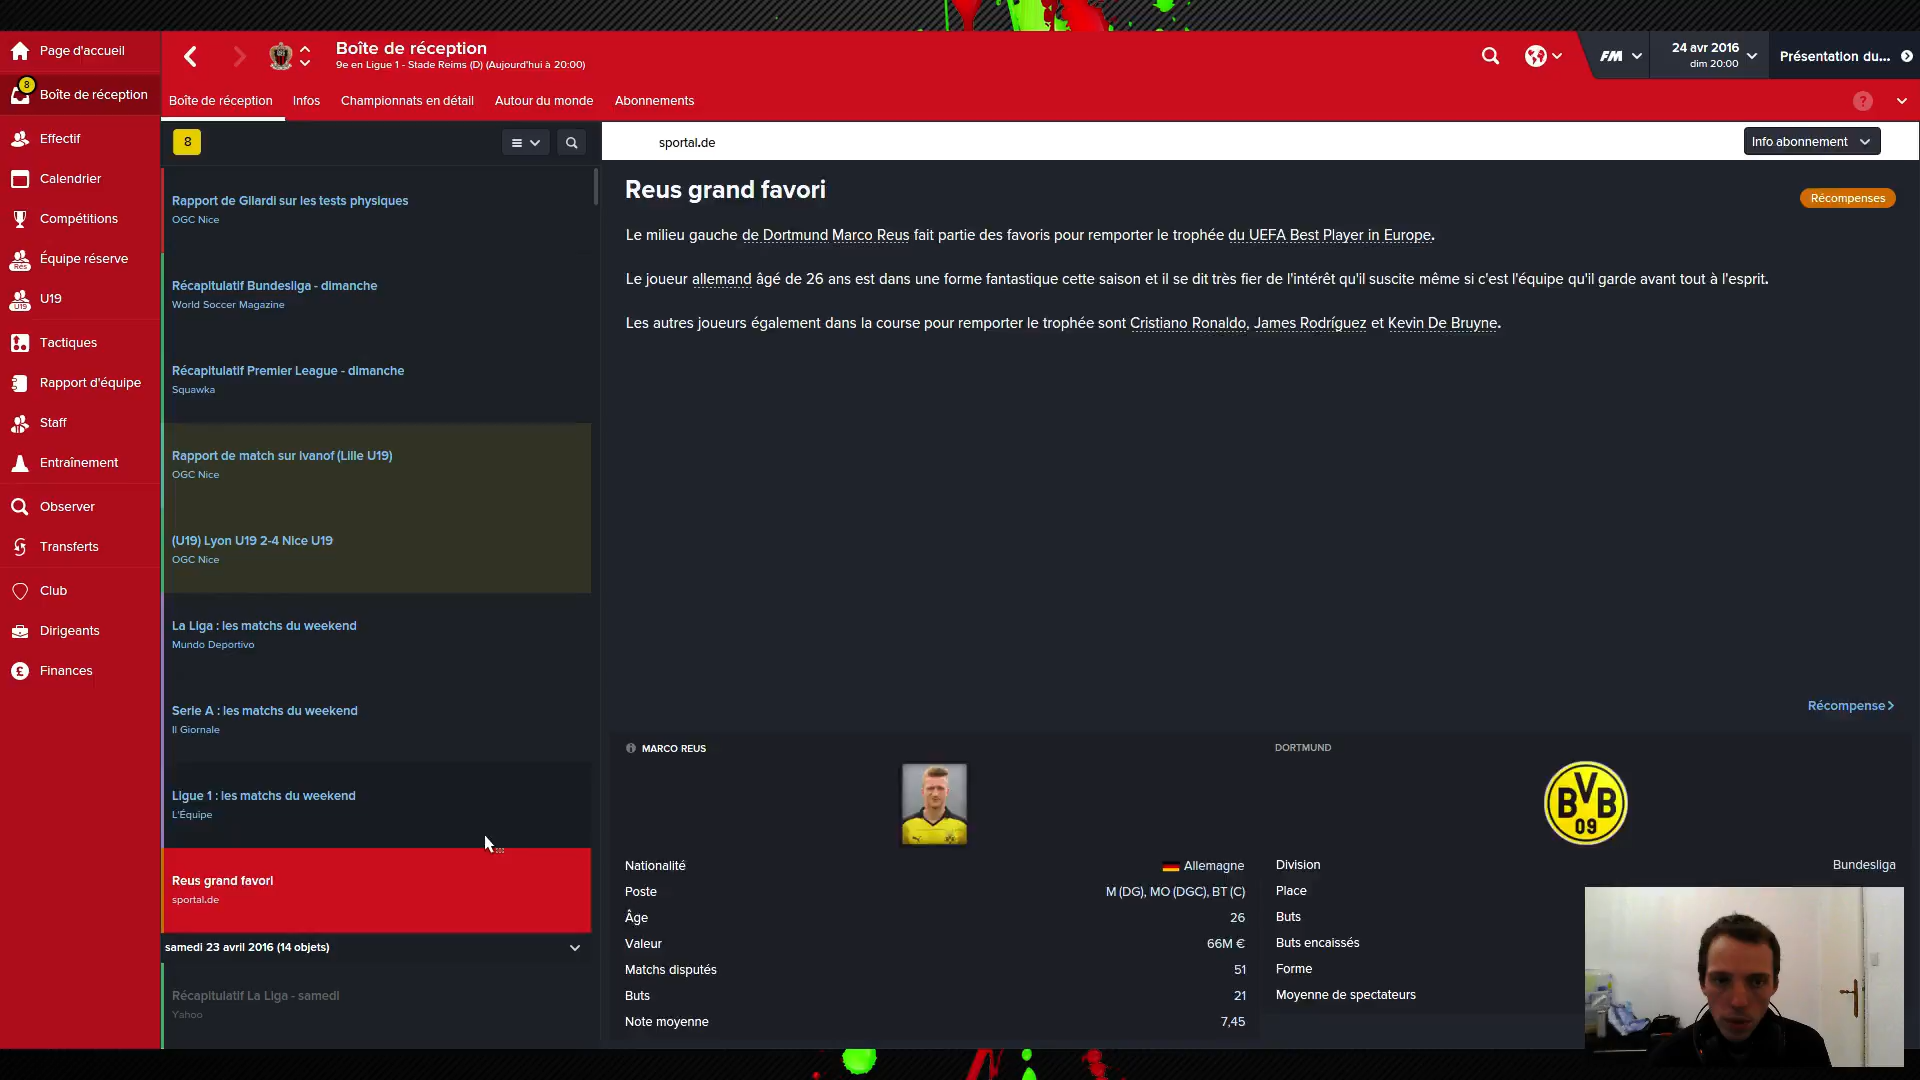 Page d'accueil
8
Boîte de réception
Effectif
Calendrier
Compétitions
Rés
Équipe réserve
U19
U19
Tactiques
Rapport d'équipe
Staff
Entraînement
Observer
Transferts
Club
Dirigeants
Finances
Boîte de réception
9e en Ligue 1 - Stade Reims (D) (Aujourd'hui à 20:00)
FM
24 avr 2016
dim 20:00
Présentation du...
Boîte de réception
Infos
Championnats en détail
Autour du monde
Abonnements
?
8
Rapport de Gilardi sur les tests physiques
OGC Nice
Récapitulatif Bundesliga - dimanche
World Soccer Magazine
Récapitulatif Premier League - dimanche
Squawka
Rapport de match sur Ivanof (Lille U19)
OGC Nice
(U19) Lyon U19 2-4 Nice U19
OGC Nice
La Liga : les matchs du weekend
Mundo Deportivo
Serie A : les matchs du weekend
Il Giornale
Ligue 1 : les matchs du weekend
L'Équipe
Reus grand favori
sportal.de
samedi 23 avril 2016 (14 objets)
Récapitulatif La Liga - samedi
Yahoo
sportal.de
Info abonnement
Reus grand favori
Récompenses
Le milieu gauche de Dortmund Marco Reus fait partie des favoris pour remporter le trophée du UEFA Best Player in Europe.
Le joueur allemand âgé de 26 ans est dans une forme fantastique cette saison et il se dit très fier de l'intérêt qu'il suscite même si c'est l'équipe qu'il garde avant tout à l'esprit.
Les autres joueurs également dans la course pour remporter le trophée sont Cristiano Ronaldo, James Rodríguez et Kevin De Bruyne.
Récompense
MARCO REUS
Nationalité
Allemagne
Poste
M (DG), MO (DGC), BT (C)
Âge
26
Valeur
66M €
Matchs disputés
51
Buts
21
Note moyenne
7,45
DORTMUND
BVB
09
Division
Bundesliga
Place
Buts
Buts encaissés
Forme
Moyenne de spectateurs